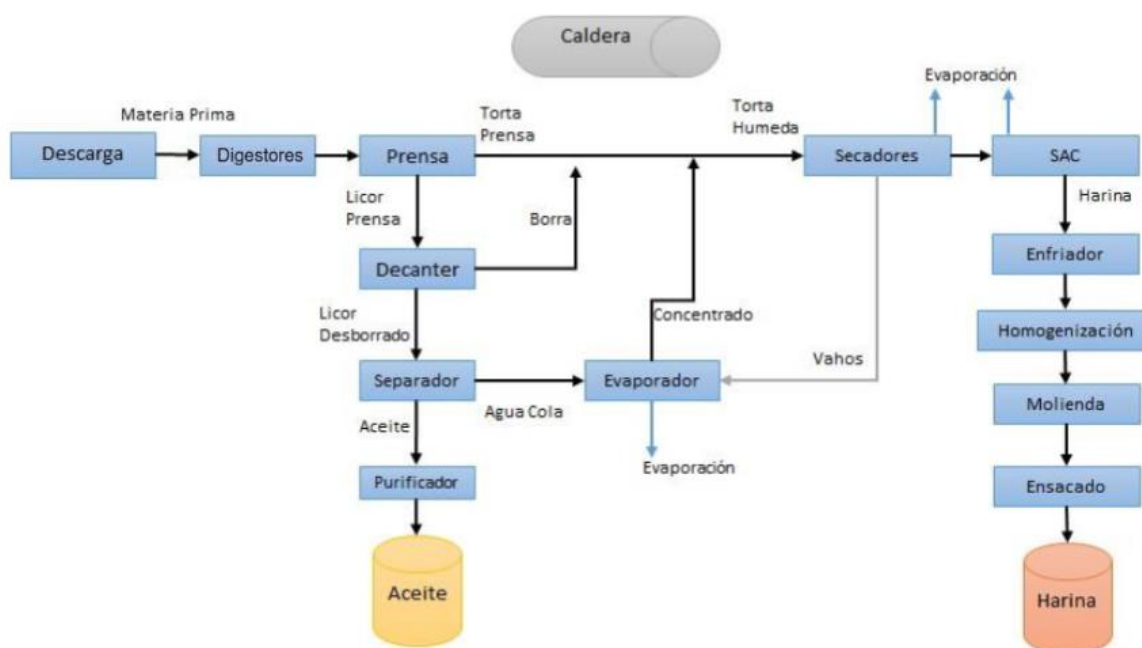 Caldera
Evaporación
Materia Prima
Torta
Prensa
Torta
Humeda
Descarga
Digestores
Prensa
Secadores
SAC
Licor
Prensa
Borra
Harina
Decanter
Enfriador
Licor
Desborrado
Concentrado
Homogenización
Vahos
Separador
Evaporador
Agua Cola
Molienda
Aceite
Evaporación
Purificador
Ensacado
Aceite
Harina